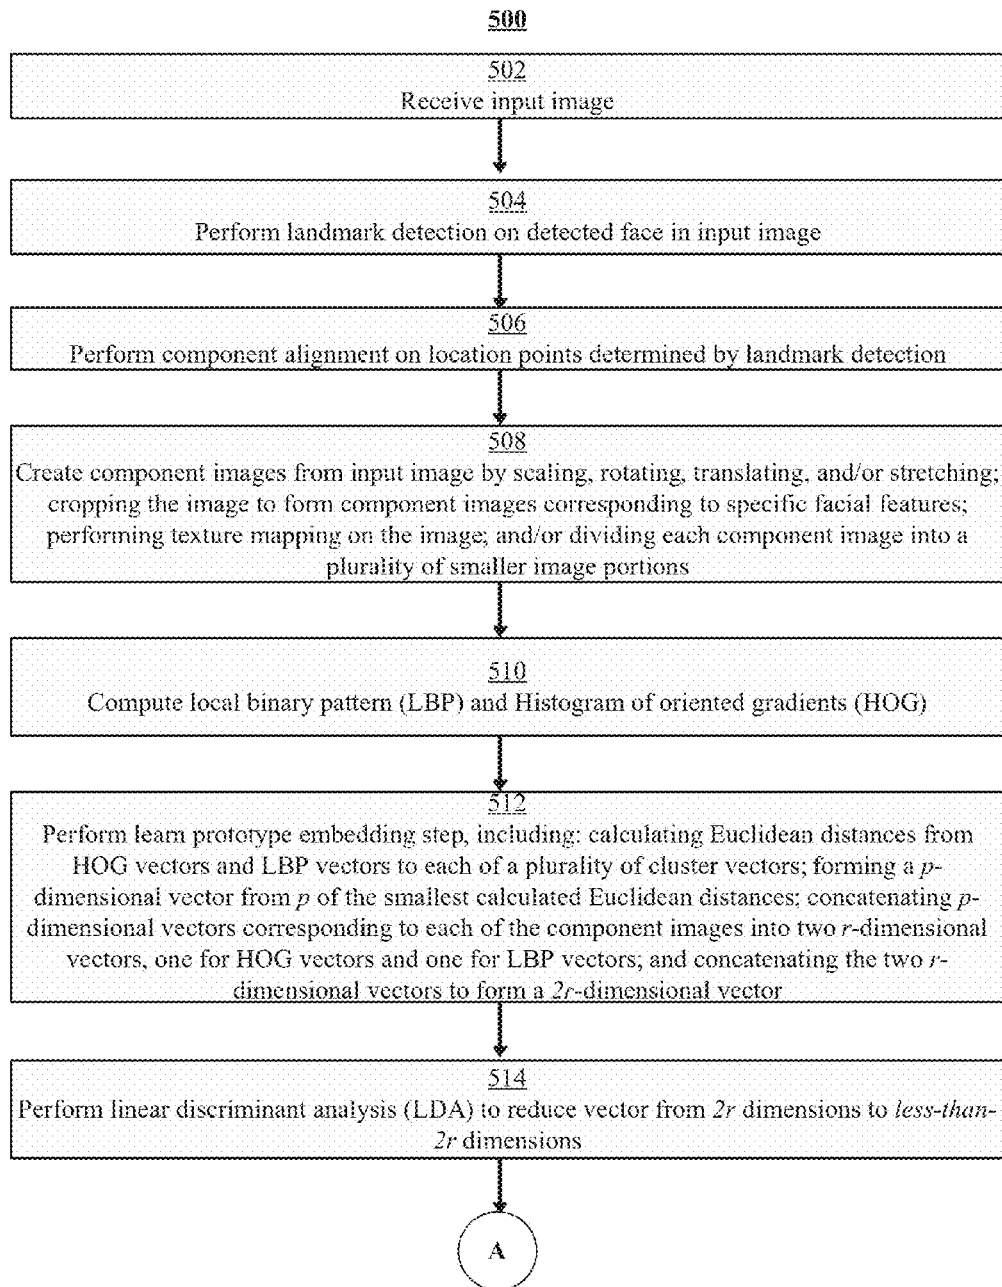 500
502
Receive input image
504
Perform landmark detection on detected face in input image
506
Perform component alignment on location points determined by landmark detection
508
Create component images from input image by scaling, rotating, translating, and/or stretching;
cropping the image to form component images corresponding to specific facial features;
performing texture mapping on the image; and/or dividing each component image into a
plurality of smaller image portions
510
Compute local binary pattern (LBP) and Histogram of oriented gradients (HOG)
512
Perform learn prototype embedding step, including: calculating Euclidean distances from
HOG vectors and LBP vectors to each of a plurality of cluster vectors; forming a p-
dimensional vector from p of the smallest calculated Euclidean distances; concatenating p-
dimensional vectors corresponding to each of the component images into two r-dimensional
vectors, one for HOG vectors and one for LBP vectors; and concatenating the two r-
dimensional vectors to form a 2r-dimensional vector
514
Perform linear discriminant analysis (LDA) to reduce vector from 2r dimensions to less-than-
2r dimensions
A